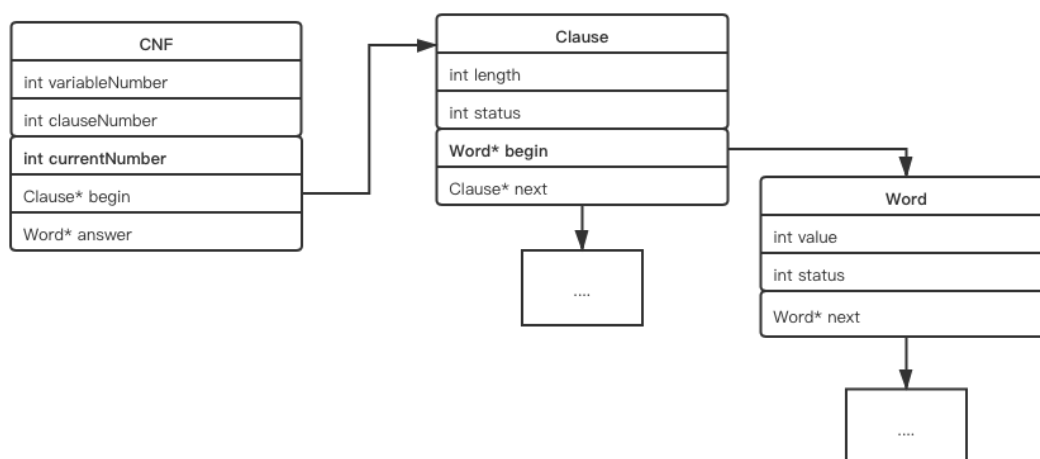 CNF
int variableNumber
int clauseNumber
int currentNumber
Clause* begin
Word* answer
Clause
int length
int status
Word* begin
Clause* next
....
Word
int value
int status
Word* next
....